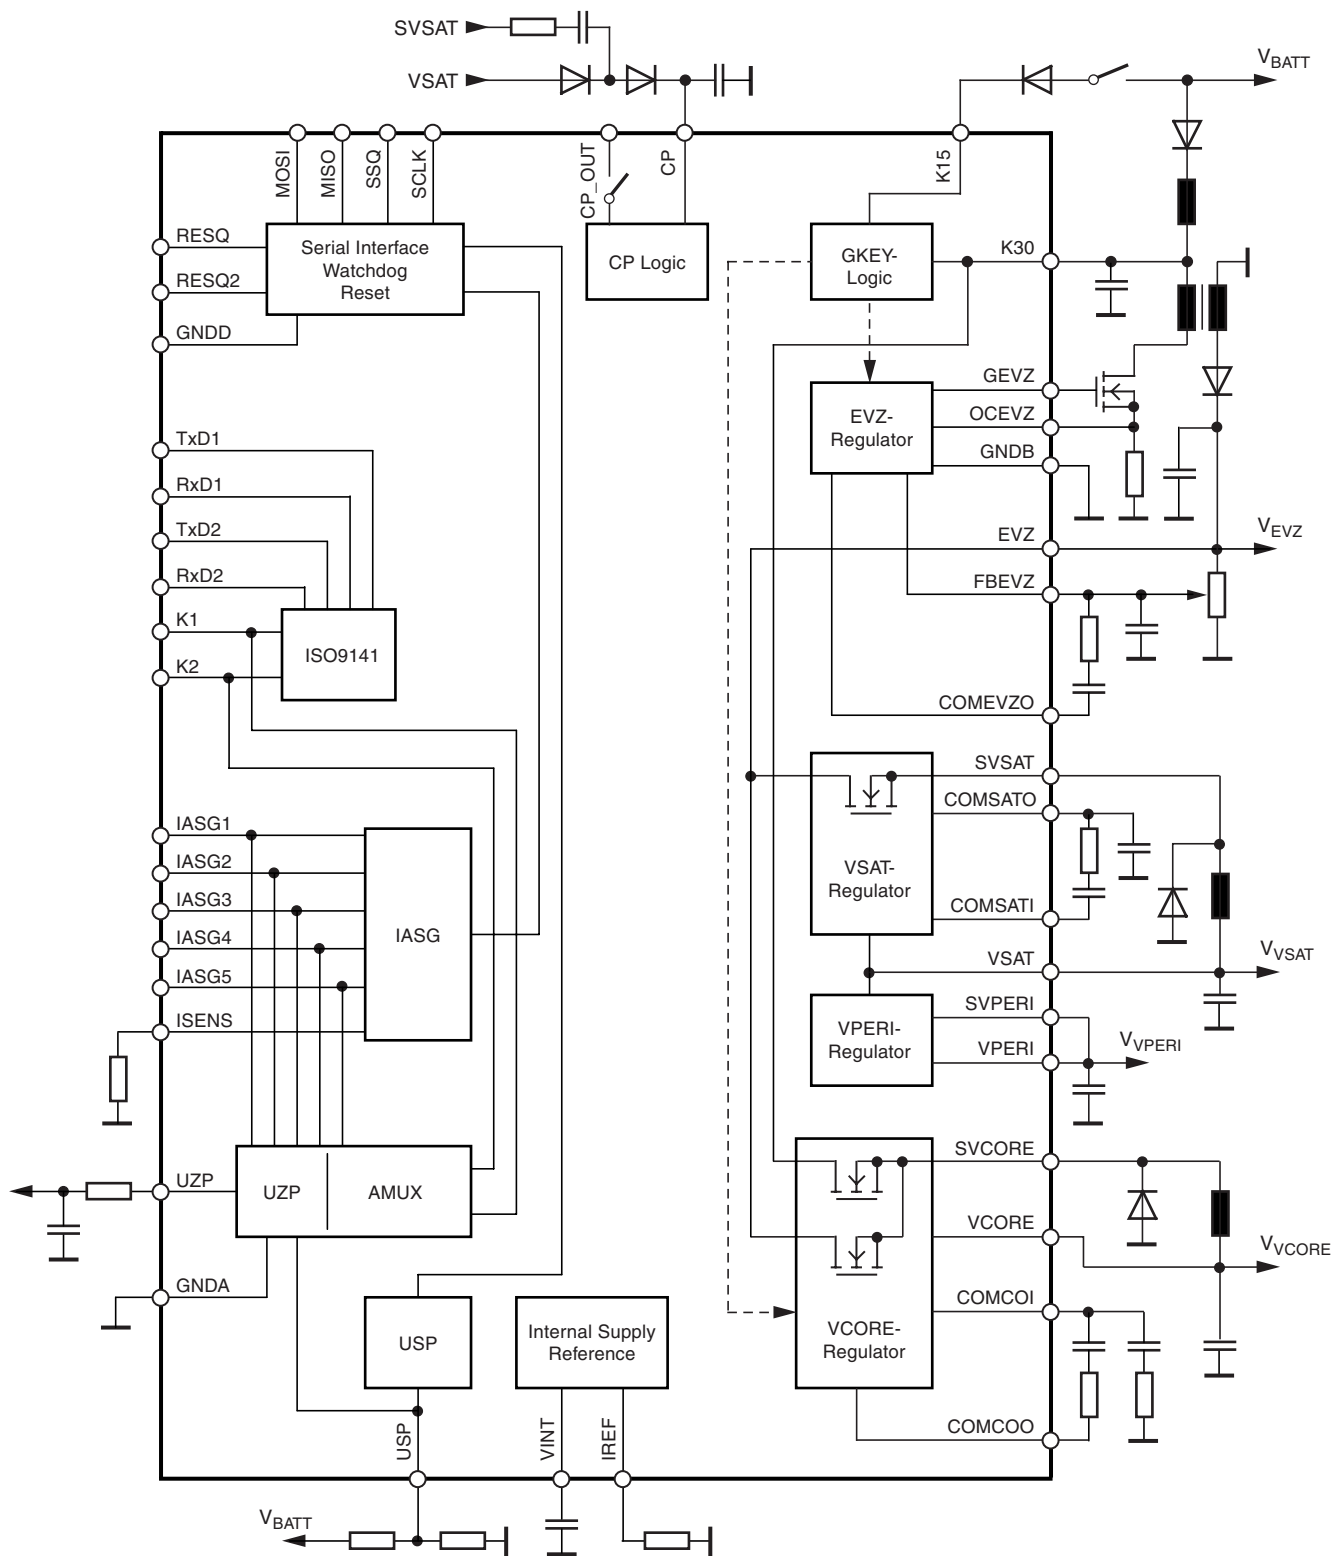 SVSAT
VSAT
VBATT
MOSI
MISO
SSQ
SCLK
CP_OUT
CP
K15
RESQ
RESQ2
GNDD
Serial Interface
Watchdog
Reset
CP Logic
GKEY-
Logic
K30
GEVZ
OCEVZ
GNDB
EVZ-
Regulator
TxD1
RxD1
TxD2
RxD2
K1
K2
ISO9141
EVZ
VEVZ
FBEVZ
COMEVZO
SVSAT
COMSATO
VSAT-
Regulator
COMSATI
VSAT
VVSAT
IASG1
IASG2
IASG3
IASG4
IASG5
ISENS
IASG
SVPERI
VPERI-
Regulator
VPERI
VVPERI
UZP
UZP
AMUX
GNDA
SVCORE
VCORE
VVCORE
COMCOI
VCORE-
Regulator
COMCOO
USP
Internal Supply
Reference
USP
VINT
IREF
VBATT